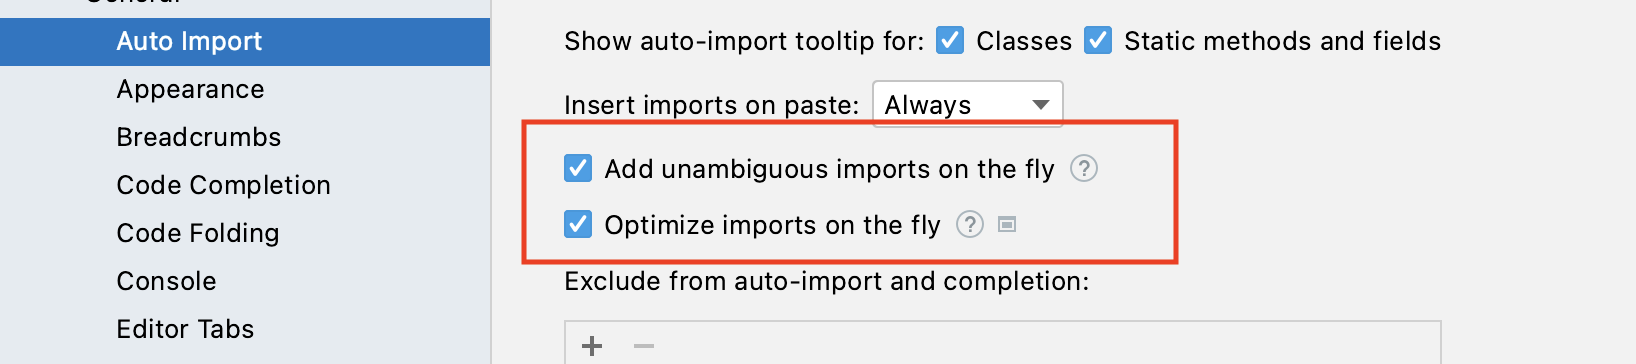 General
Auto Import
Appearance
Breadcrumbs
Code Completion
Code Folding
Console
Editor Tabs
Show auto-import tooltip for: Classes Static methods and fields
Insert imports on paste: Always
Add unambiguous imports on the fly ?
Optimize imports on the fly ?
Exclude from auto-import and completion: